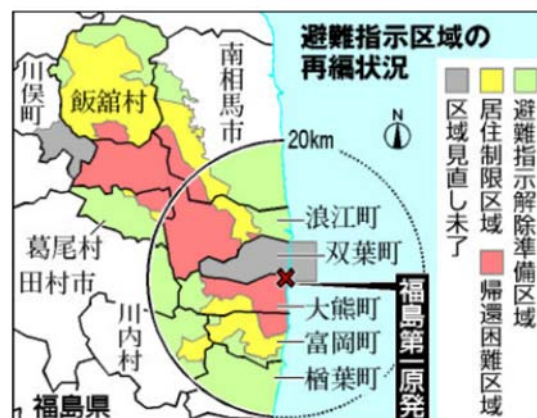 避難指示区域の
再編状況
南相馬市
川俣町
飯舘村
20km
浪江町
双葉町
葛尾村
田村市
大熊町
川内村
富岡町
楢葉町
福島県
福島第一原発
避難指示解除準備区域
居住制限区域
帰還困難区域
区域見直し未了